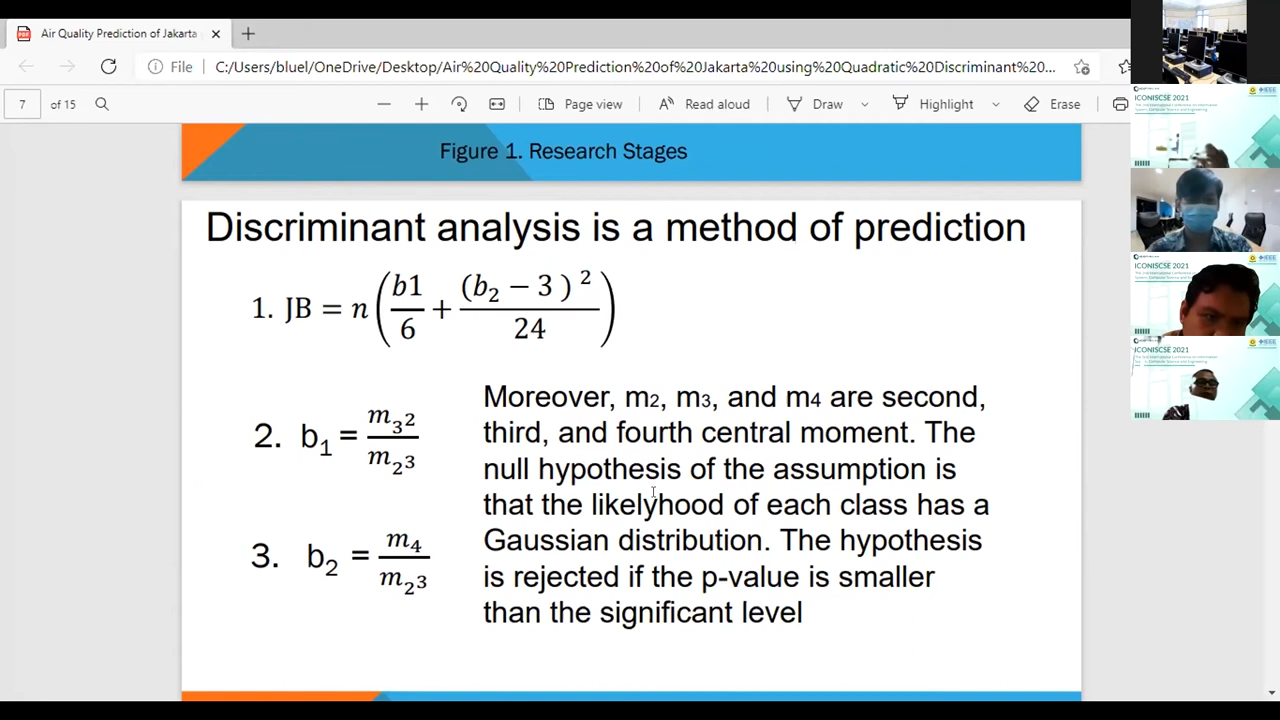 Air Quality Prediction of Jakarta
File C:/Users/bluel/OneDrive/Desktop/Air%20Quality%20Prediction%20of%20Jakarta%20using%20Quadratic%20Discriminant%20...
7 of 15 Page view Read aloud Draw Highlight Erase
Figure 1. Research Stages
Discriminant analysis is a method of prediction
1. JB = n(b1/6 + (b₂ − 3 )²/24)
2. b₁ = m₃²/m₂³
3. b₂ = m₄/m₂³
Moreover, m₂, m₃, and m₄ are second,
third, and fourth central moment. The
null hypothesis of the assumption is
that the likelyhood of each class has a
Gaussian distribution. The hypothesis
is rejected if the p-value is smaller
than the significant level
ICONISCSE 2021
IEEE
ICONISCSE 2021
IEEE
ICONISCSE 2021
IEEE